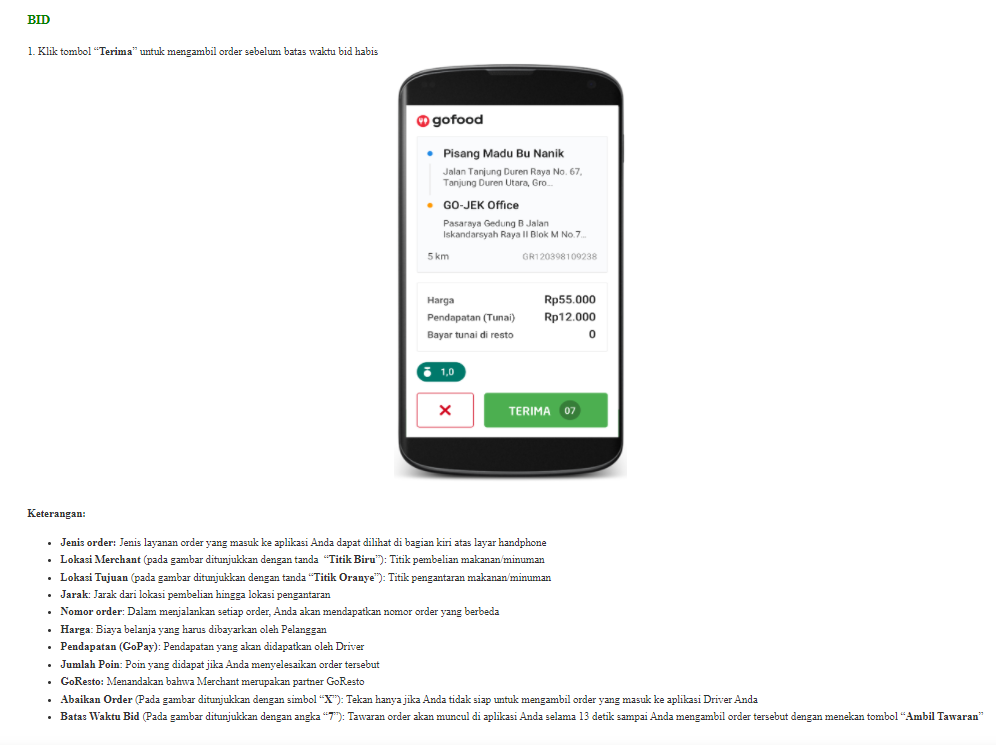 BID
1. Klik tombol “Terima” untuk mengambil order sebelum batas waktu bid habis
gofood
Pisang Madu Bu Nanik
Jalan Tanjung Duren Raya No. 67,
Tanjung Duren Utara, Gro...
GO-JEK Office
Pasaraya Gedung B Jalan
Iskandarsyah Raya II Blok M No.7...
5 km GR120398109238
Harga Rp55.000
Pendapatan (Tunai) Rp12.000
Bayar tunai di resto 0
1,0
X TERIMA 07
Keterangan:
• Jenis order: Jenis layanan order yang masuk ke aplikasi Anda dapat dilihat di bagian kiri atas layar handphone
• Lokasi Merchant (pada gambar ditunjukkan dengan tanda “Titik Biru”): Titik pembelian makanan/minuman
• Lokasi Tujuan (pada gambar ditunjukkan dengan tanda “Titik Oranye”): Titik pengantaran makanan/minuman
• Jarak: Jarak dari lokasi pembelian hingga lokasi pengantaran
• Nomor order: Dalam menjalankan setiap order, Anda akan mendapatkan nomor order yang berbeda
• Harga: Biaya belanja yang harus dibayarkan oleh Pelanggan
• Pendapatan (GoPay): Pendapatan yang akan didapatkan oleh Driver
• Jumlah Poin: Poin yang didapat jika Anda menyelesaikan order tersebut
• GoResto: Menandakan bahwa Merchant merupakan partner GoResto
• Abaikan Order (Pada gambar ditunjukkan dengan simbol “X”): Tekan hanya jika Anda tidak siap untuk mengambil order yang masuk ke aplikasi Driver Anda
• Batas Waktu Bid (Pada gambar ditunjukkan dengan angka “7”): Tawaran order akan muncul di aplikasi Anda selama 13 detik sampai Anda mengambil order tersebut dengan menekan tombol “Ambil Tawaran”